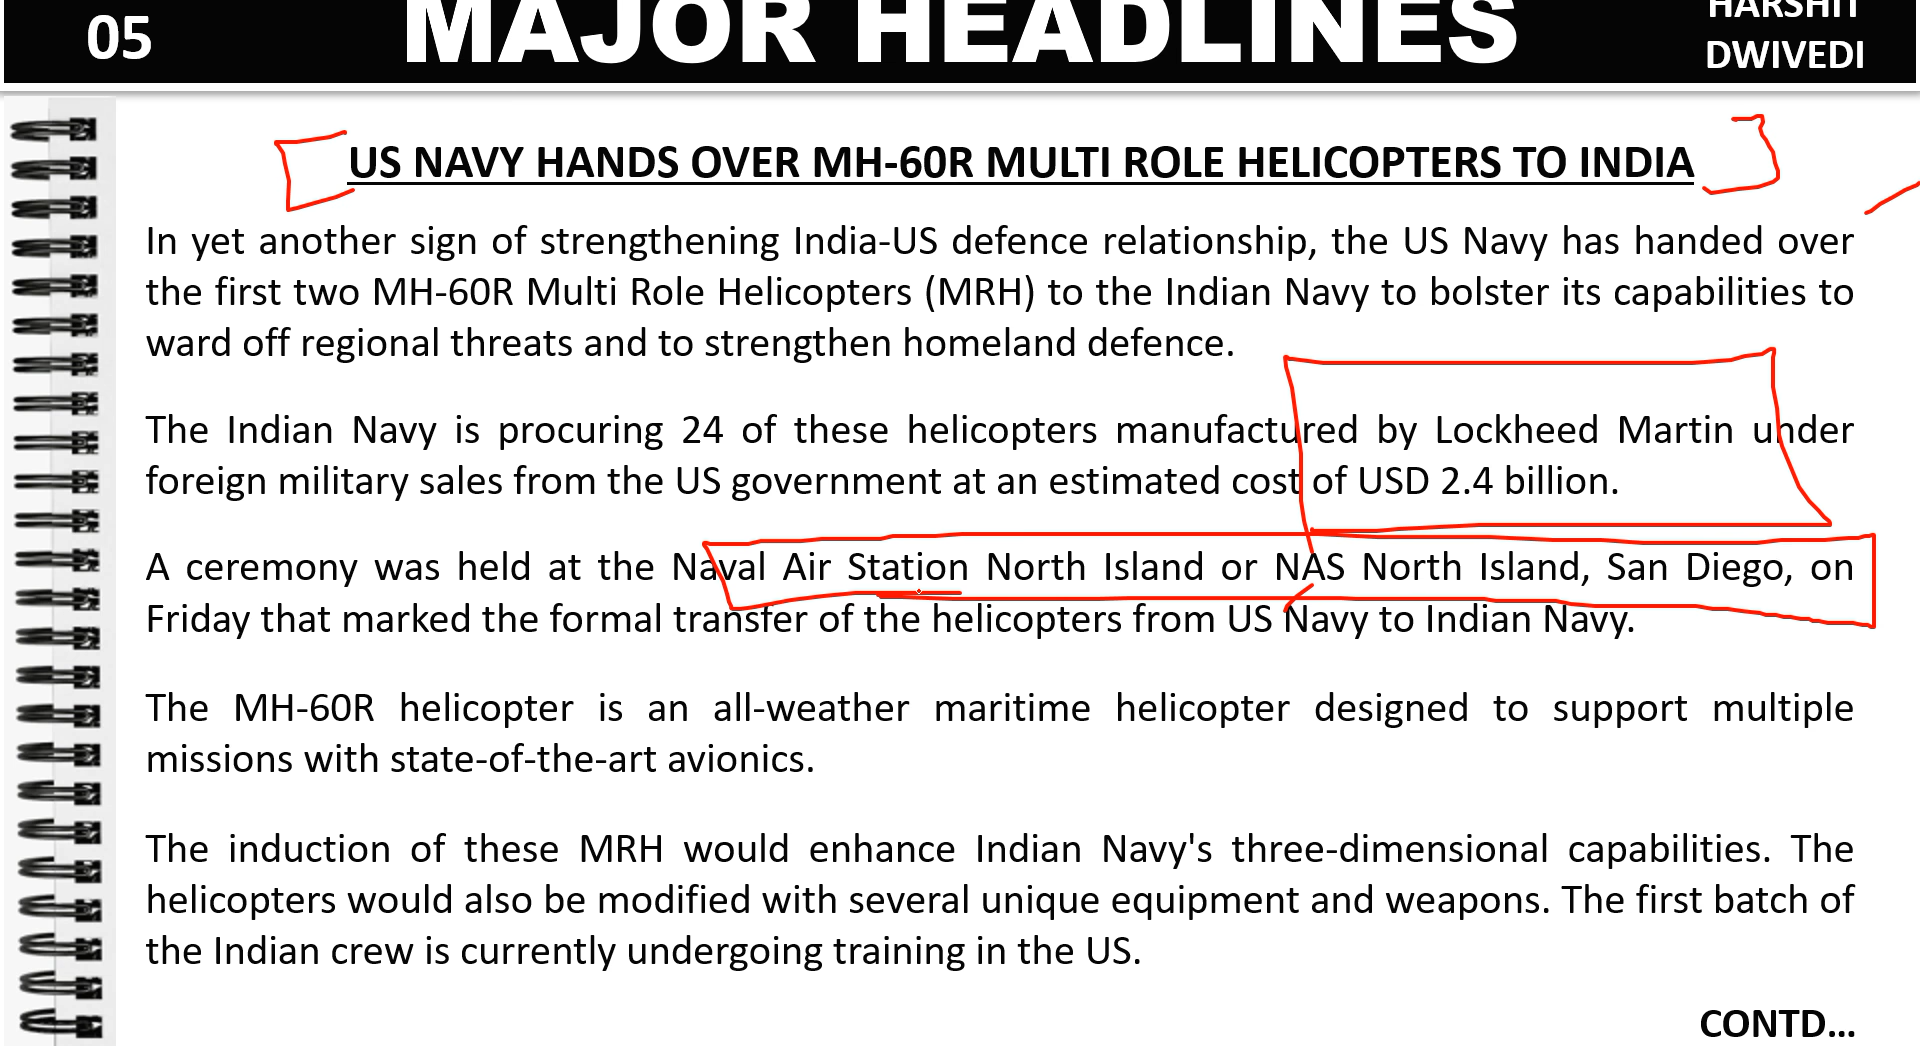 05
MAJOR HEADLINES
HARSHIT
DWIVEDI
US NAVY HANDS OVER MH-60R MULTI ROLE HELICOPTERS TO INDIA
In yet another sign of strengthening India-US defence relationship, the US Navy has handed over
the first two MH-60R Multi Role Helicopters (MRH) to the Indian Navy to bolster its capabilities to
ward off regional threats and to strengthen homeland defence.
The Indian Navy is procuring 24 of these helicopters manufactured by Lockheed Martin under
foreign military sales from the US government at an estimated cost of USD 2.4 billion.
A ceremony was held at the Naval Air Station North Island or NAS North Island, San Diego, on
Friday that marked the formal transfer of the helicopters from US Navy to Indian Navy.
The MH-60R helicopter is an all-weather maritime helicopter designed to support multiple
missions with state-of-the-art avionics.
The induction of these MRH would enhance Indian Navy's three-dimensional capabilities. The
helicopters would also be modified with several unique equipment and weapons. The first batch of
the Indian crew is currently undergoing training in the US.
CONTD...